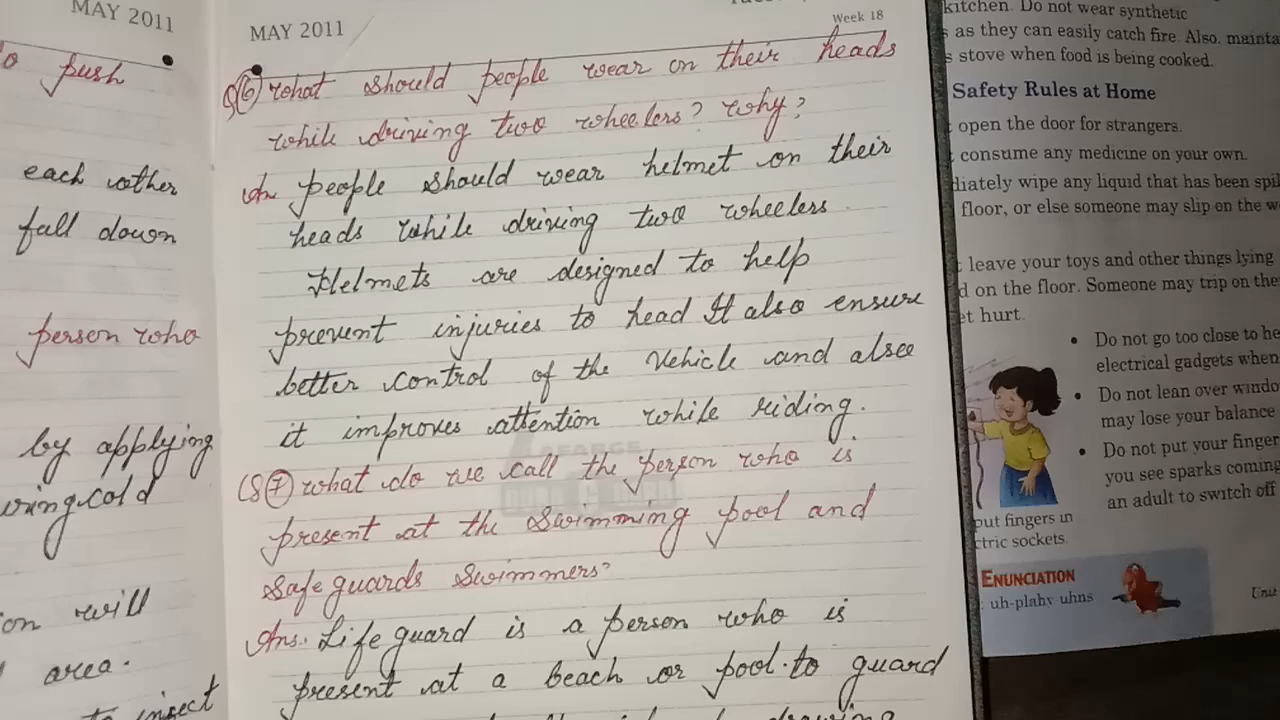 MAY 2011
push
each other
fall down
person who
by applying
cold
will
area.
insect
MAY 2011
Week 18
Q6 What should people wear on their heads
while driving two wheelers? Why?
An people should wear helmet on their
heads while driving two wheelers
Helmets are designed to help
prevent injuries to head It also ensure
better control of the Vehicle and also
it improves attention while riding.
LAFARGE
Q7 What do we call the person who is
present at the Swimming pool and
Safe guards Swimmers?
Ans. Life guard is a person who is
present at a beach or pool. to guard
drawing
kitchen. Do not wear synthetic
as they can easily catch fire. Also, mainta
s stove when food is being cooked.
Safety Rules at Home
open the door for strangers.
consume any medicine on your own.
diately wipe any liquid that has been spil
floor, or else someone may slip on the w
leave your toys and other things lying
d on the floor. Someone may trip on the
et hurt.
• Do not go too close to he
electrical gadgets when
• Do not lean over windo
may lose your balance
• Do not put your finger
you see sparks coming
an adult to switch off
put fingers in
ctric sockets.
ENUNCIATION
: uh-plahy uhns
Unit